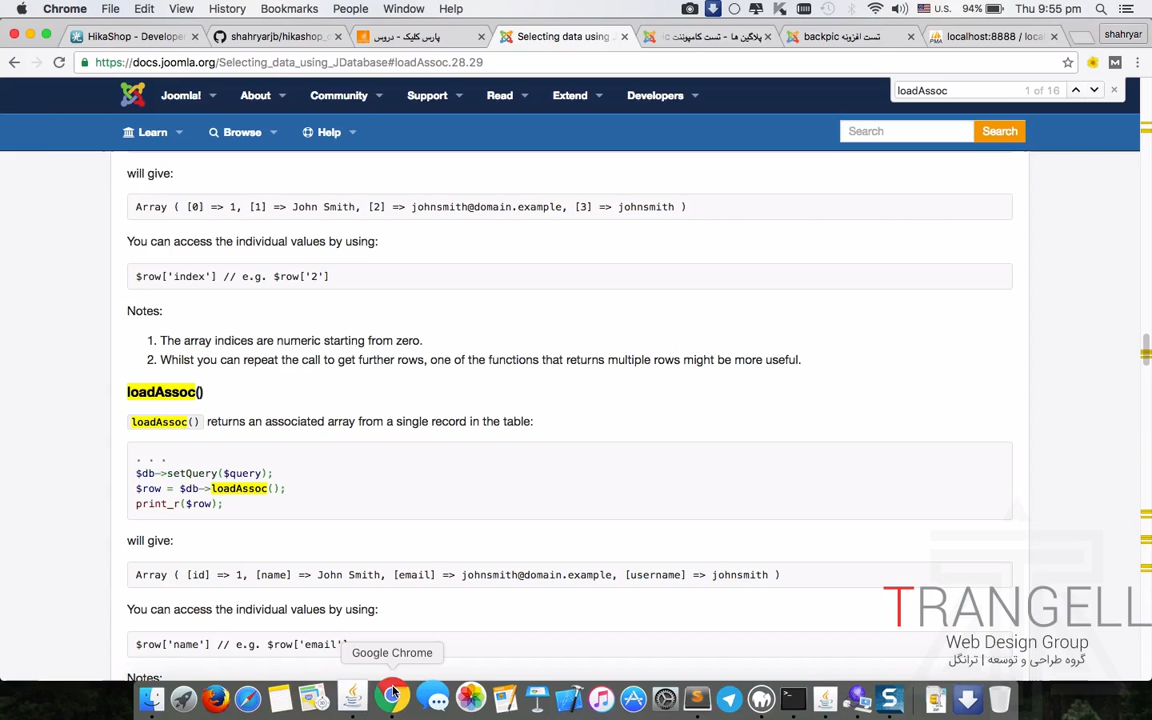 Chrome File Edit View History Bookmarks People Window Help U.S. 94% Thu 9:55 pm
HikaShop - Develope
shahryarjb/hikashop_
پارس کلیک - دروس
Selecting data using
پلاگین ها - تست کامپوننت ic
تست افزونه backpic
localhost:8888 / localhos
shahryar
https://docs.joomla.org/Selecting_data_using_JDatabase#loadAssoc.28.29
loadAssoc 1 of 16
Joomla! About Community Support Read Extend Developers
Learn Browse Help Search Search
will give:
Array ( [0] => 1, [1] => John Smith, [2] => johnsmith@domain.example, [3] => johnsmith )
You can access the individual values by using:
$row['index'] // e.g. $row['2']
Notes:
1. The array indices are numeric starting from zero.
2. Whilst you can repeat the call to get further rows, one of the functions that returns multiple rows might be more useful.
loadAssoc()
loadAssoc() returns an associated array from a single record in the table:
. . .
$db->setQuery($query);
$row = $db->loadAssoc();
print_r($row);
will give:
Array ( [id] => 1, [name] => John Smith, [email] => johnsmith@domain.example, [username] => johnsmith )
You can access the individual values by using:
$row['name'] // e.g. $row['email']
Google Chrome
Notes:
TRANGELL
Web Design Group
گروه طراحی و توسعه | ترانگل